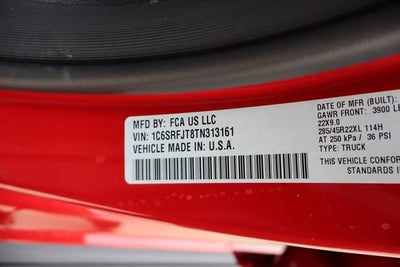 MFD BY: FCA US LLC
VIN: 1C6SRFJT8TN313161
VEHICLE MADE IN: U.S.A.
DATE OF MFR (BUILT):
GAWR FRONT: 3900 LB
22X9.0
285/45R22XL 114H
AT 250 kPa / 36 PSI
TYPE: TRUCK
THIS VEHICLE CONFOR
STANDARDS IN